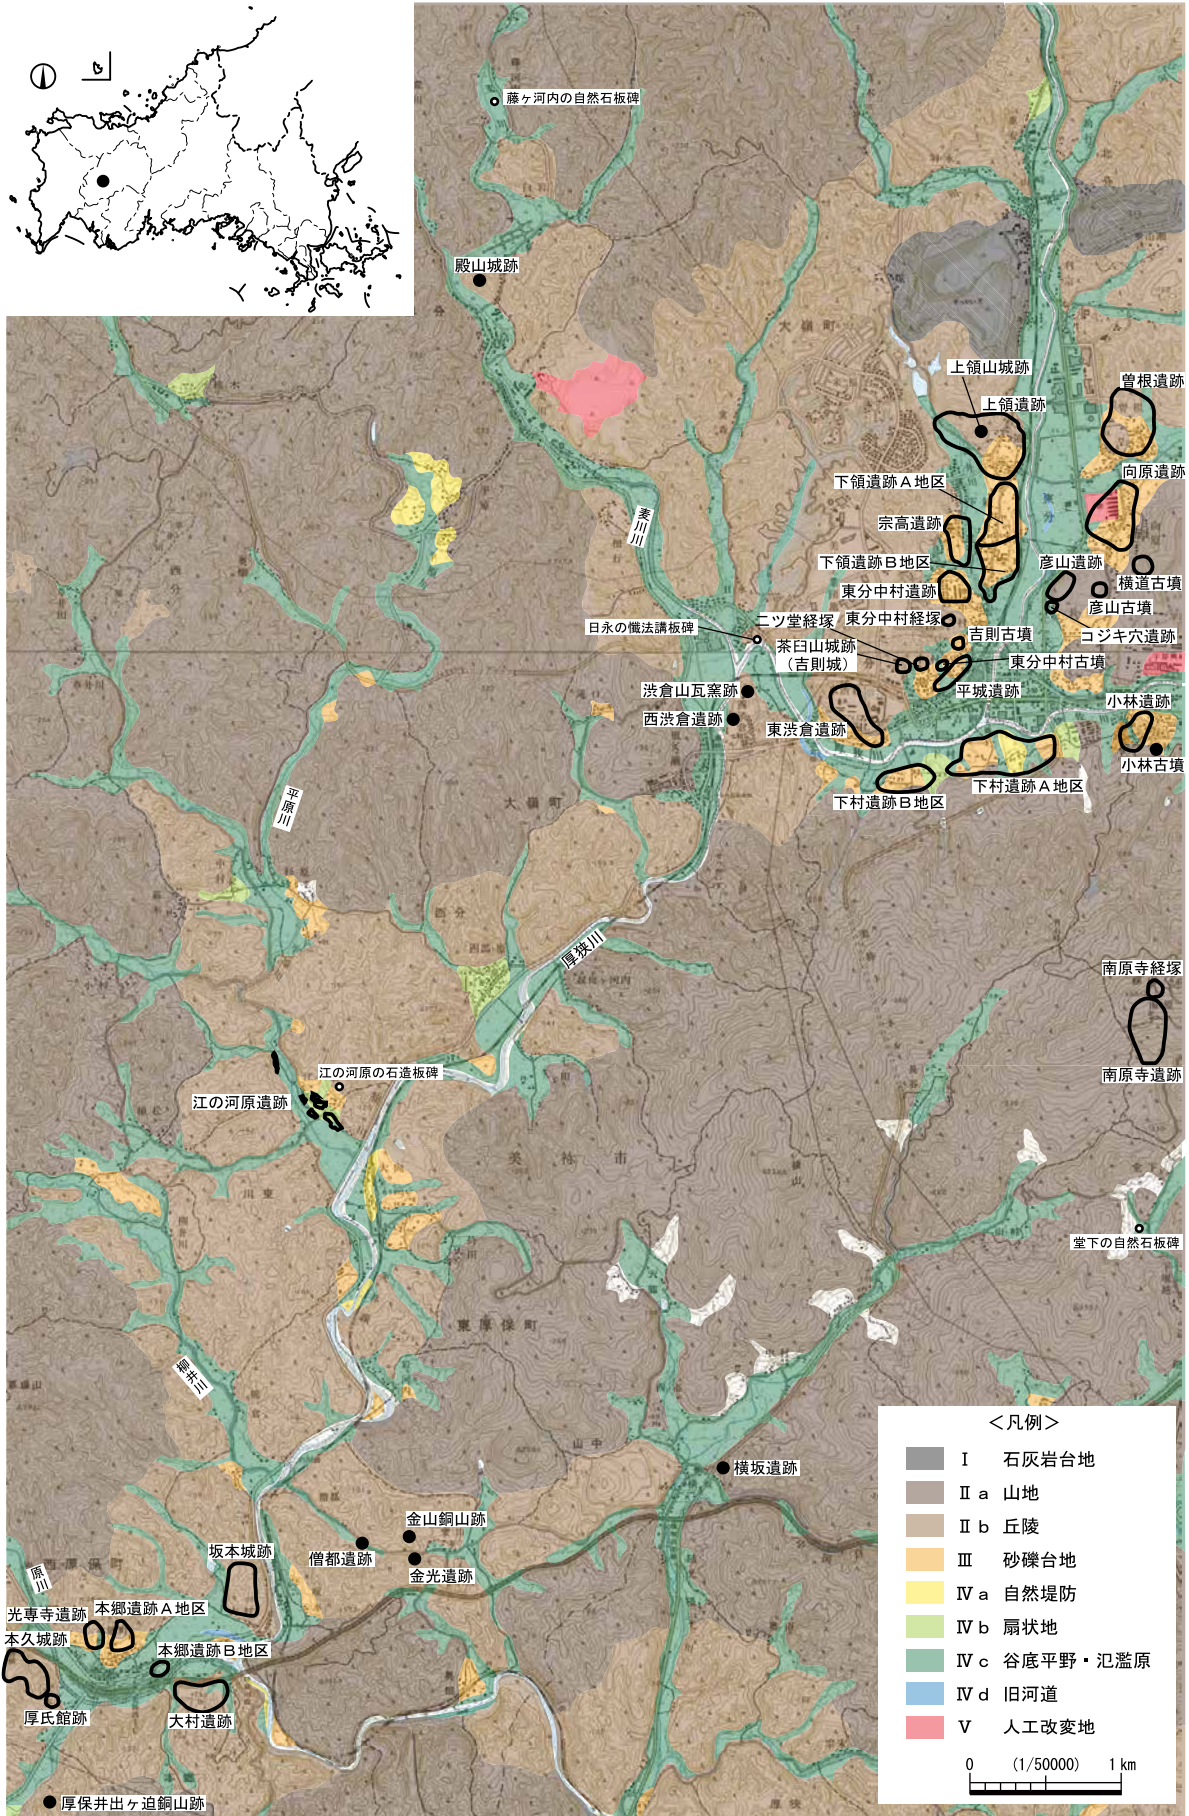 藤ヶ河内の自然石板碑
殿山城跡
大嶺町
上領山城跡
曽根遺跡
上領遺跡
向原遺跡
下領遺跡A地区
宗高遺跡
麦川川
下領遺跡B地区
彦山遺跡
横道古墳
東分中村遺跡
彦山古墳
二ツ堂経塚
東分中村経塚
日永の懺法講板碑
吉則古墳
コジキ穴遺跡
茶臼山城跡
(吉則城)
東分中村古墳
渋倉山瓦窯跡
平城遺跡
西渋倉遺跡
東渋倉遺跡
小林遺跡
小林古墳
下村遺跡A地区
下村遺跡B地区
平原川
大嶺町
厚狭川
南原寺経塚
南原寺遺跡
江の河原の石造板碑
江の河原遺跡
美祢市
堂下の自然石板碑
東厚保町
柳井川
横坂遺跡
金山銅山跡
僧都遺跡
金光遺跡
坂本城跡
原川
光専寺遺跡
本郷遺跡A地区
本久城跡
本郷遺跡B地区
厚氏館跡
大村遺跡
厚保井出ヶ迫銅山跡
＜凡例＞
Ⅰ 石灰岩台地
Ⅱa 山地
Ⅱb 丘陵
Ⅲ 砂礫台地
Ⅳa 自然堤防
Ⅳb 扇状地
Ⅳc 谷底平野・氾濫原
Ⅳd 旧河道
Ⅴ 人工改変地
0 (1/50000) 1km